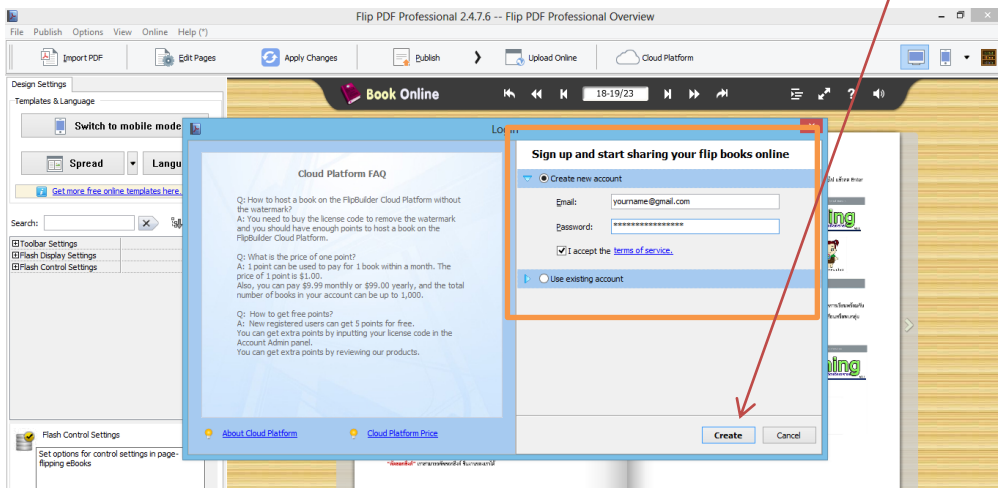 Flip PDF Professional 2.4.7.6 -- Flip PDF Professional Overview
File Publish Options View Online Help (*)
Import PDF Edit Pages Apply Changes Publish Upload Online Cloud Platform
Design Settings
Templates & Language
Switch to mobile mode
Spread Langu
Get more free online templates here.
Search:
Toolbar Settings
Flash Display Settings
Flash Control Settings
Flash Control Settings
Set options for control settings in page-
flipping eBooks
Book Online 18-19/23
Login
Cloud Platform FAQ
Q: How to host a book on the FlipBuilder Cloud Platform without
the watermark?
A: You need to buy the license code to remove the watermark
and you should have enough points to host a book on the
FlipBuilder Cloud Platform.
Q: What is the price of one point?
A: 1 point can be used to pay for 1 book within a month. The
price of 1 point is $1.00.
Also, you can pay $9.99 monthly or $99.00 yearly, and the total
number of books in your account can be up to 1,000.
Q: How to get free points?
A: New registered users can get 5 points for free.
You can get extra points by inputting your license code in the
Account Admin panel.
You can get extra points by reviewing our products.
About Cloud Platform Cloud Platform Price
Sign up and start sharing your flip books online
Create new account
Email: yourname@gmail.com
Password: ****************
I accept the terms of service.
Use existing account
Create Cancel
ing
ning